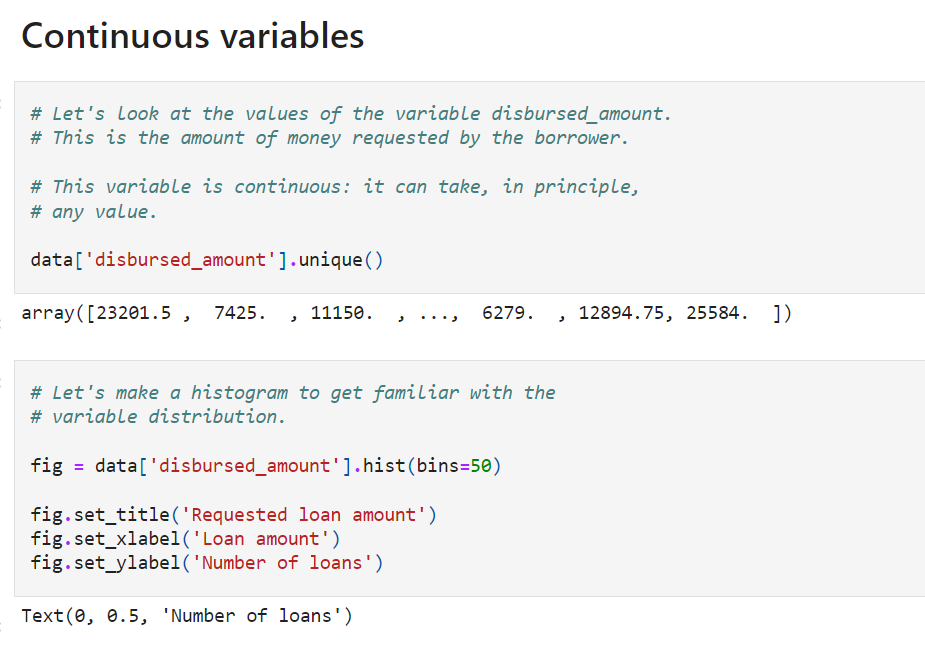 Continuous variables
# Let's look at the values of the variable disbursed_amount.
# This is the amount of money requested by the borrower.
# This variable is continuous: it can take, in principle,
# any value.
data['disbursed_amount'].unique()
array([23201.5 ,  7425.  , 11150.  , ...,  6279.  , 12894.75, 25584.  ])
# Let's make a histogram to get familiar with the
# variable distribution.
fig = data['disbursed_amount'].hist(bins=50)
fig.set_title('Requested loan amount')
fig.set_xlabel('Loan amount')
fig.set_ylabel('Number of loans')
Text(0, 0.5, 'Number of loans')